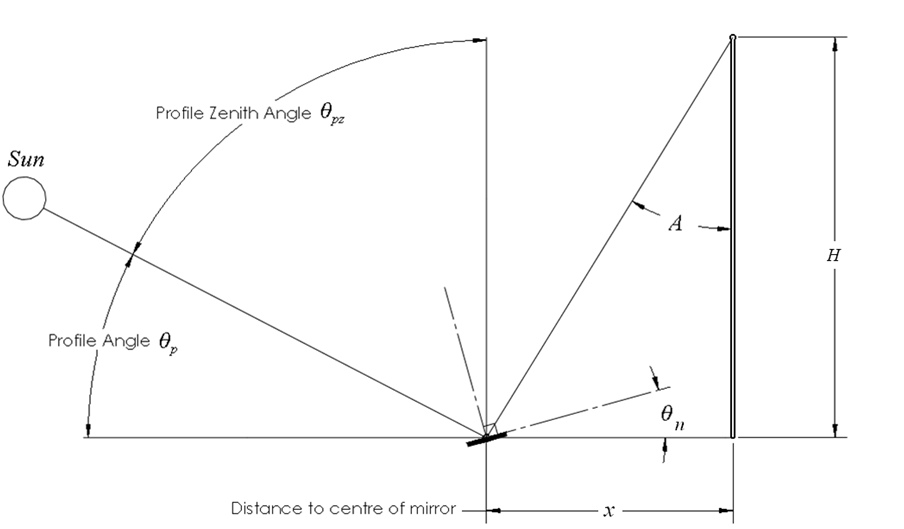 Profile Zenith Angle θpz
Sun
A
H
Profile Angle θp
θn
Distance to centre of mirror
x